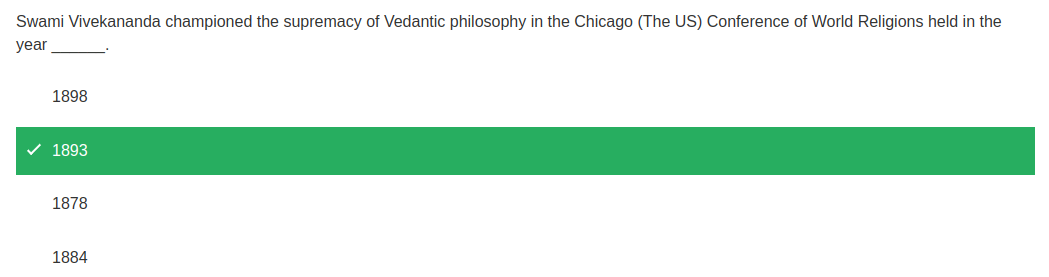 Swami Vivekananda championed the supremacy of Vedantic philosophy in the Chicago (The US) Conference of World Religions held in the
year ______.
1898
1893
1878
1884